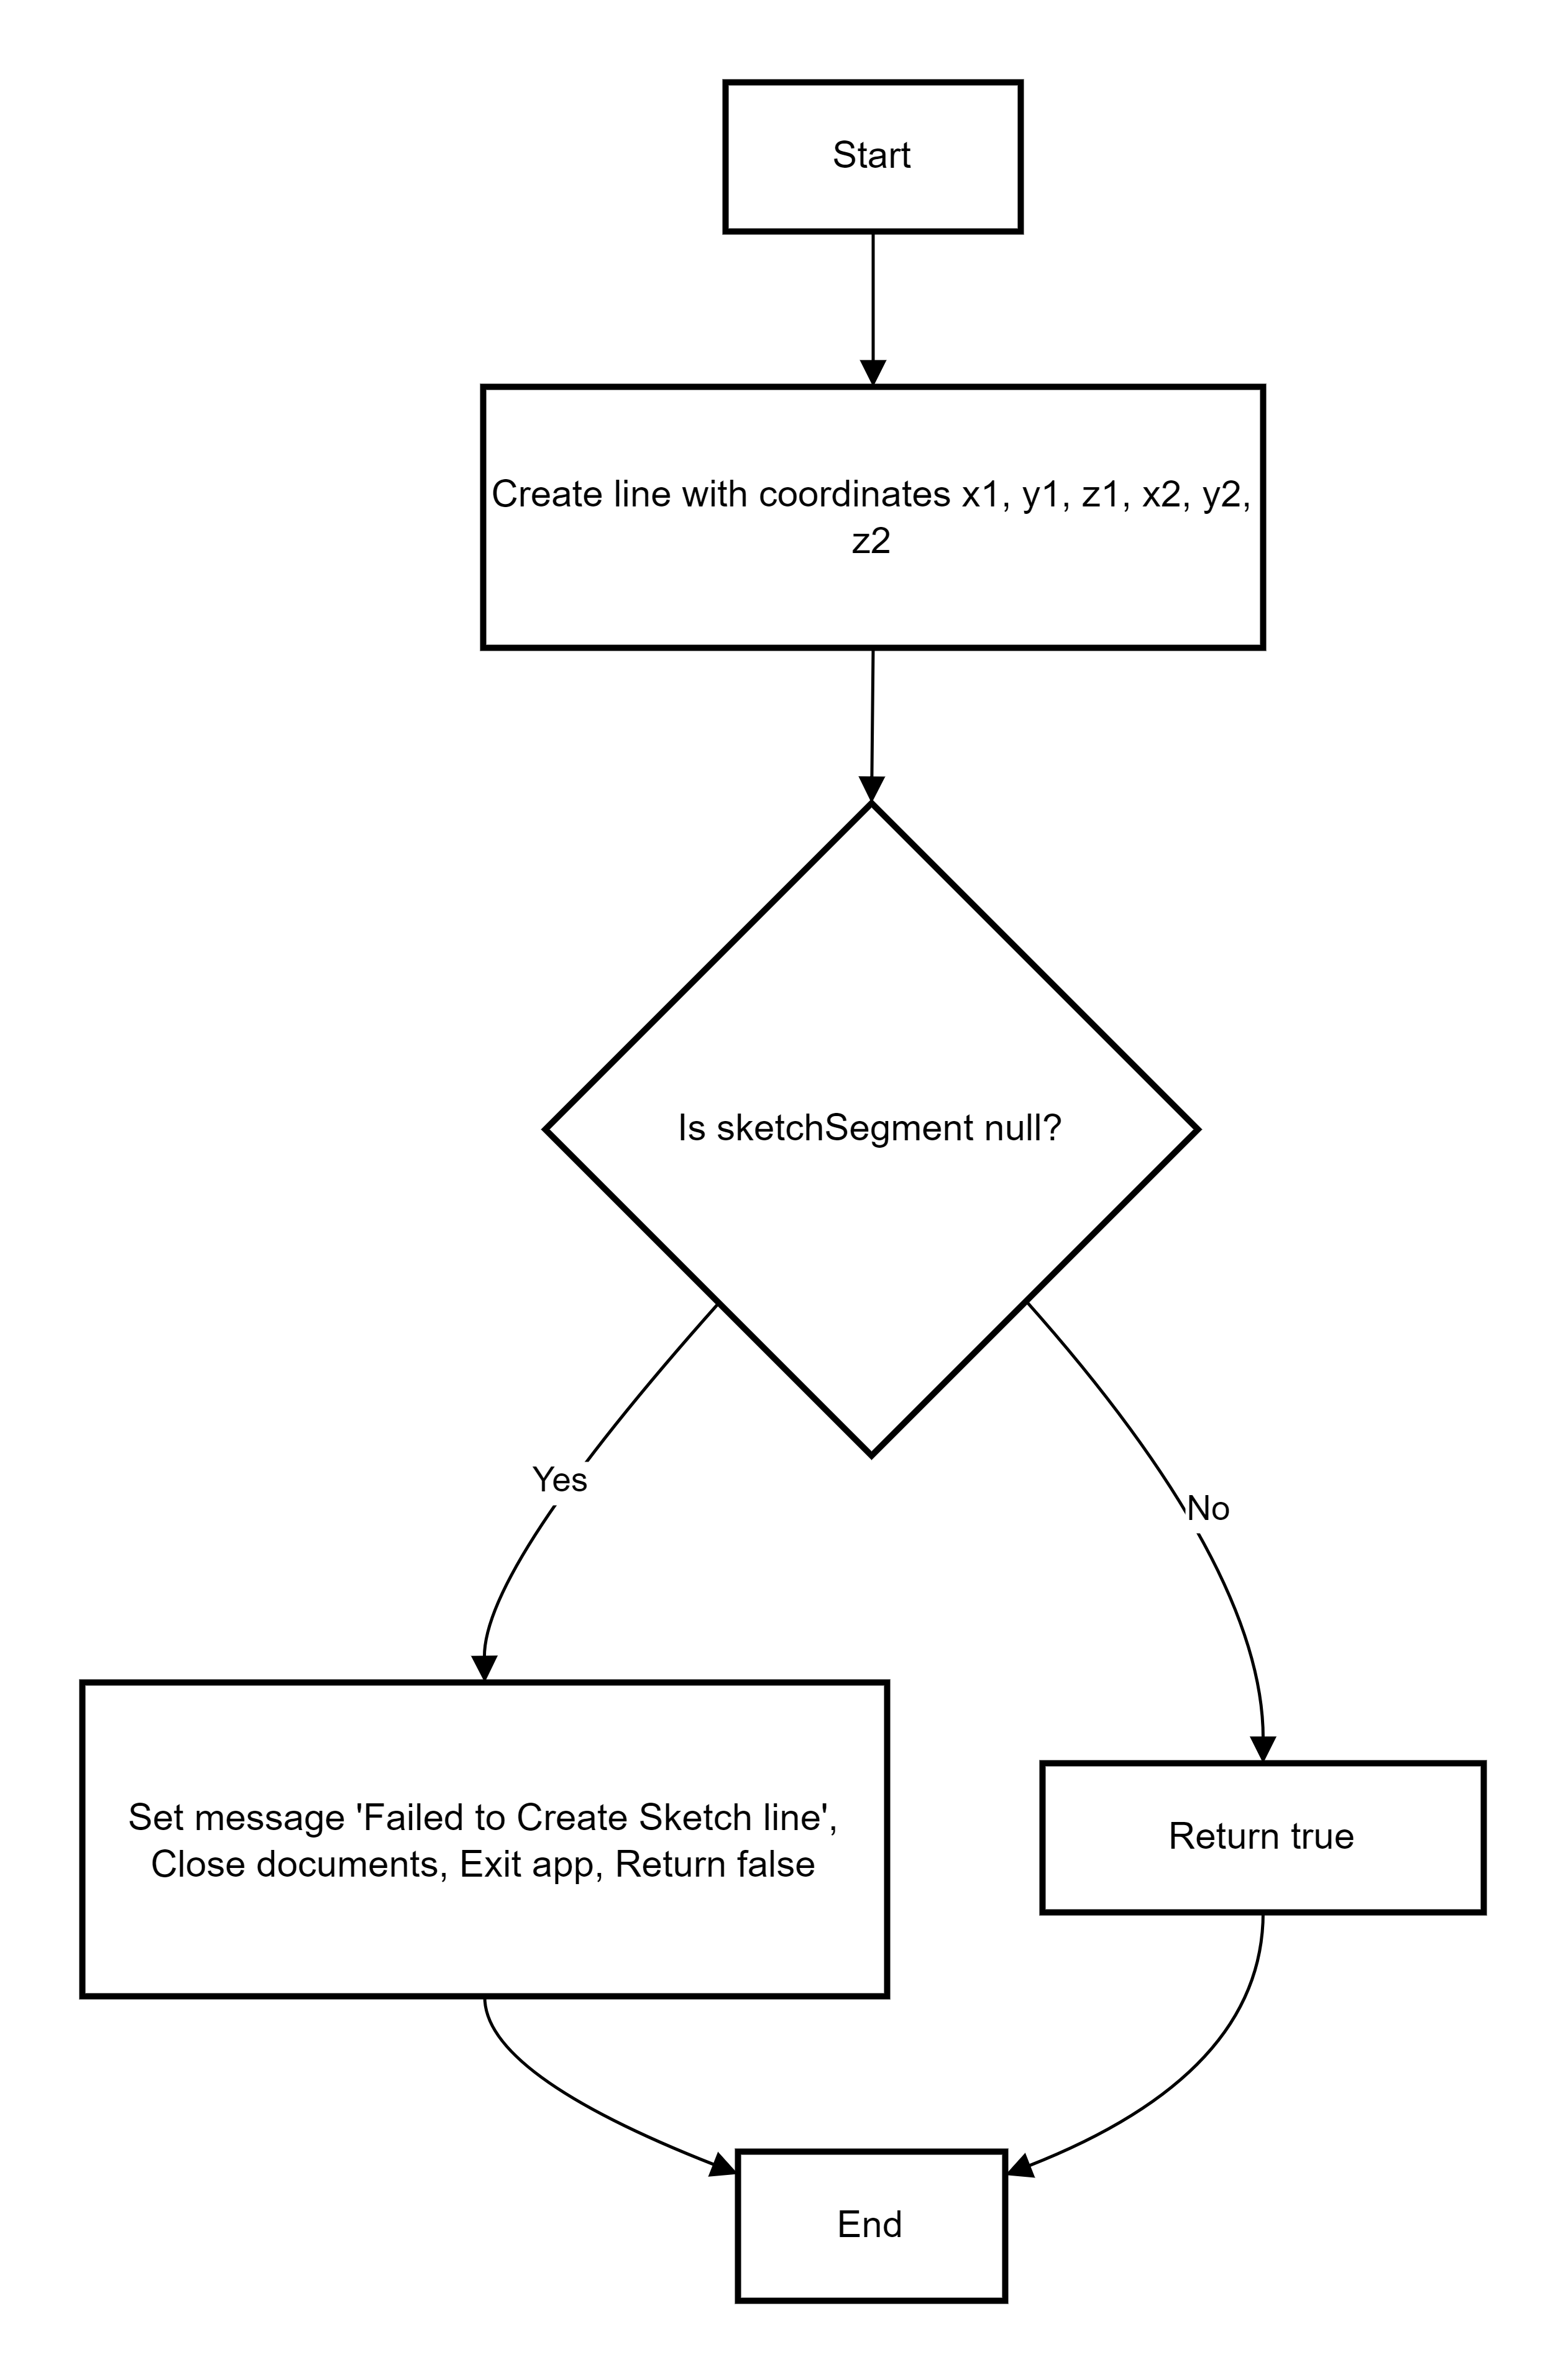 Start
Create line with coordinates x1, y1, z1, x2, y2,
z2
Is sketchSegment null?
Yes
No
Set message 'Failed to Create Sketch line',
Close documents, Exit app, Return false
Return true
End